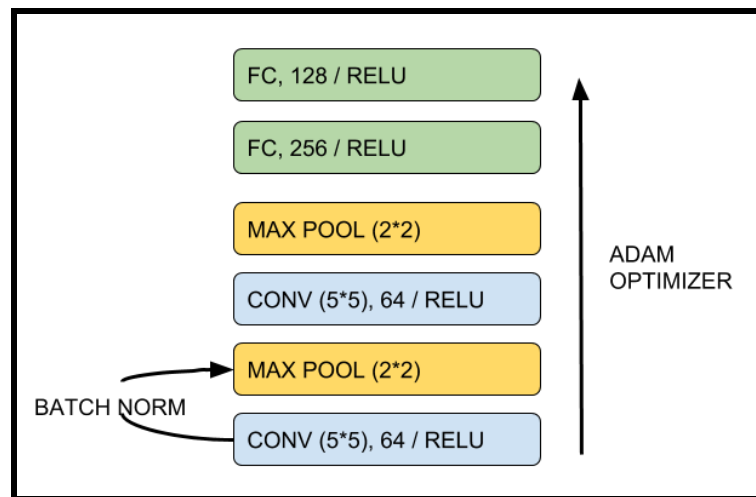 FC, 128 / RELU
FC, 256 / RELU
MAX POOL (2*2)
ADAM
OPTIMIZER
CONV (5*5), 64 / RELU
MAX POOL (2*2)
BATCH NORM
CONV (5*5), 64 / RELU